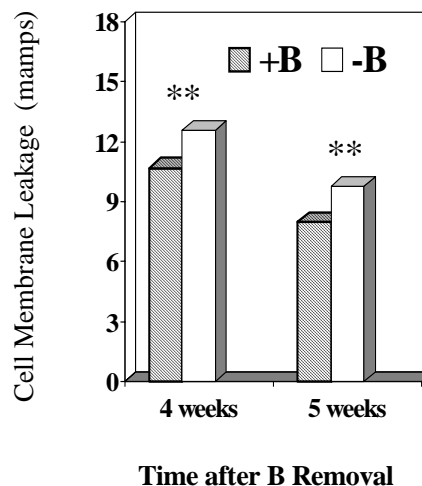 Cell Membrane Leakage (mamps)
18
15
12
9
6
3
0
+B -B
**
**
4 weeks 5 weeks
Time after B Removal